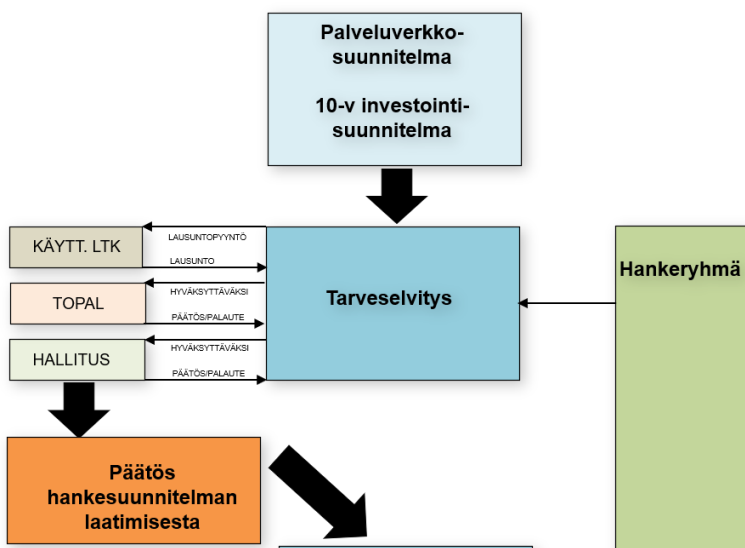 Palveluverkko-
suunnitelma
10-v investointi-
suunnitelma
KÄYTT. LTK
LAUSUNTOPYYNTÖ
LAUSUNTO
TOPAL
HYVÄKSYTTÄVÄKSI
PÄÄTÖS/PALAUTE
HALLITUS
HYVÄKSYTTÄVÄKSI
PÄÄTÖS/PALAUTE
Tarveselvitys
Hankeryhmä
Päätös
hankesuunnitelman
laatimisesta